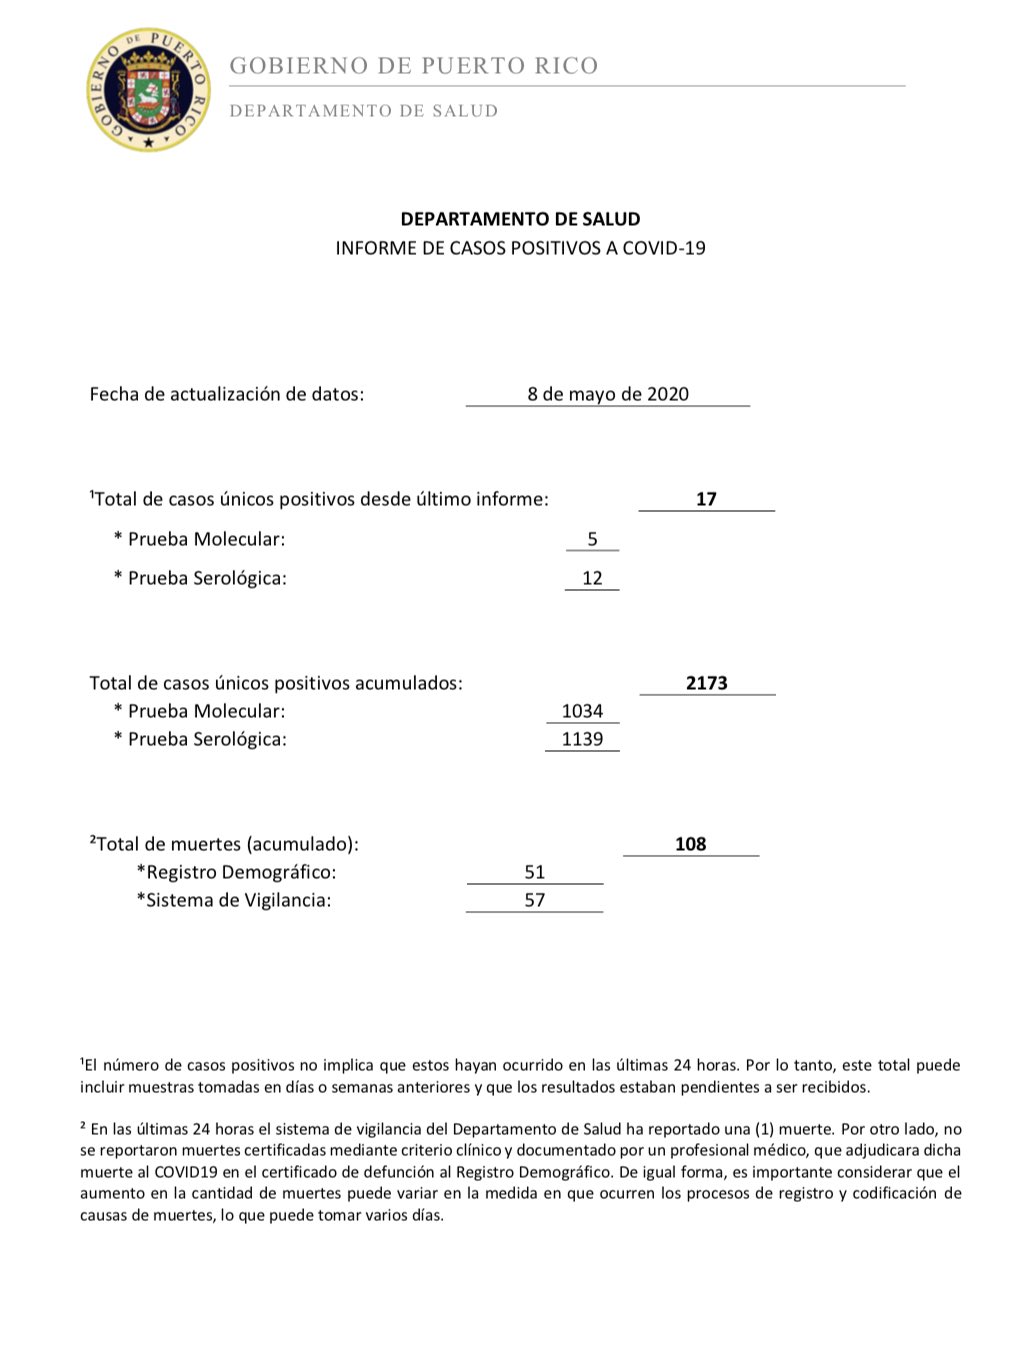 GOBIERNO DE PUERTO RICO
GOBIERNO DE PUERTO RICO
DEPARTAMENTO DE SALUD
DEPARTAMENTO DE SALUD
INFORME DE CASOS POSITIVOS A COVID-19
Fecha de actualización de datos: 8 de mayo de 2020
¹Total de casos únicos positivos desde último informe: 17
* Prueba Molecular: 5
* Prueba Serológica: 12
Total de casos únicos positivos acumulados: 2173
* Prueba Molecular: 1034
* Prueba Serológica: 1139
²Total de muertes (acumulado): 108
*Registro Demográfico: 51
*Sistema de Vigilancia: 57
¹El número de casos positivos no implica que estos hayan ocurrido en las últimas 24 horas. Por lo tanto, este total puede
incluir muestras tomadas en días o semanas anteriores y que los resultados estaban pendientes a ser recibidos.
² En las últimas 24 horas el sistema de vigilancia del Departamento de Salud ha reportado una (1) muerte. Por otro lado, no
se reportaron muertes certificadas mediante criterio clínico y documentado por un profesional médico, que adjudicara dicha
muerte al COVID19 en el certificado de defunción al Registro Demográfico. De igual forma, es importante considerar que el
aumento en la cantidad de muertes puede variar en la medida en que ocurren los procesos de registro y codificación de
causas de muertes, lo que puede tomar varios días.